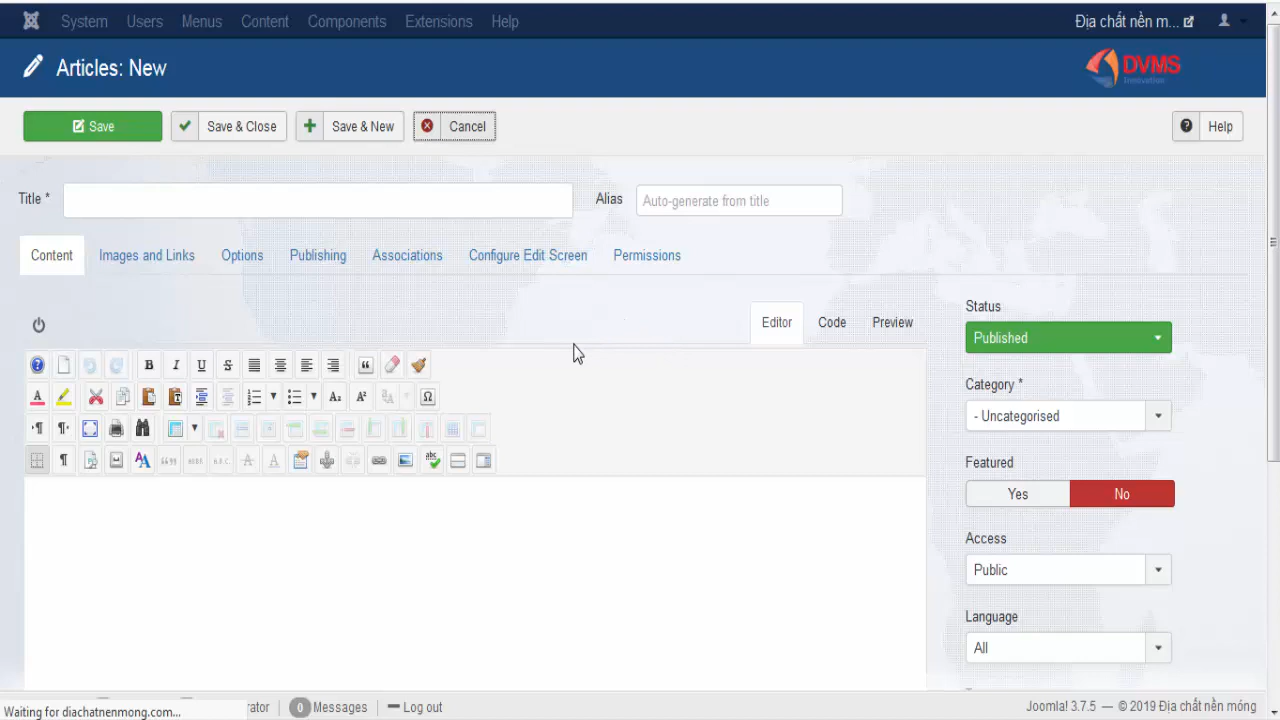 System Users Menus Content Components Extensions Help Địa chất nền m...
Articles: New
DVMS
Innovation
Save Save & Close Save & New Cancel Help
Title * Alias Auto-generate from title
Content Images and Links Options Publishing Associations Configure Edit Screen Permissions
Editor Code Preview
Status
Published
Category *
- Uncategorised
Featured
Yes No
Access
Public
Language
All
Waiting for diachatnenmong.com... rator 0 Messages Log out Joomla! 3.7.5 — © 2019 Địa chất nền móng